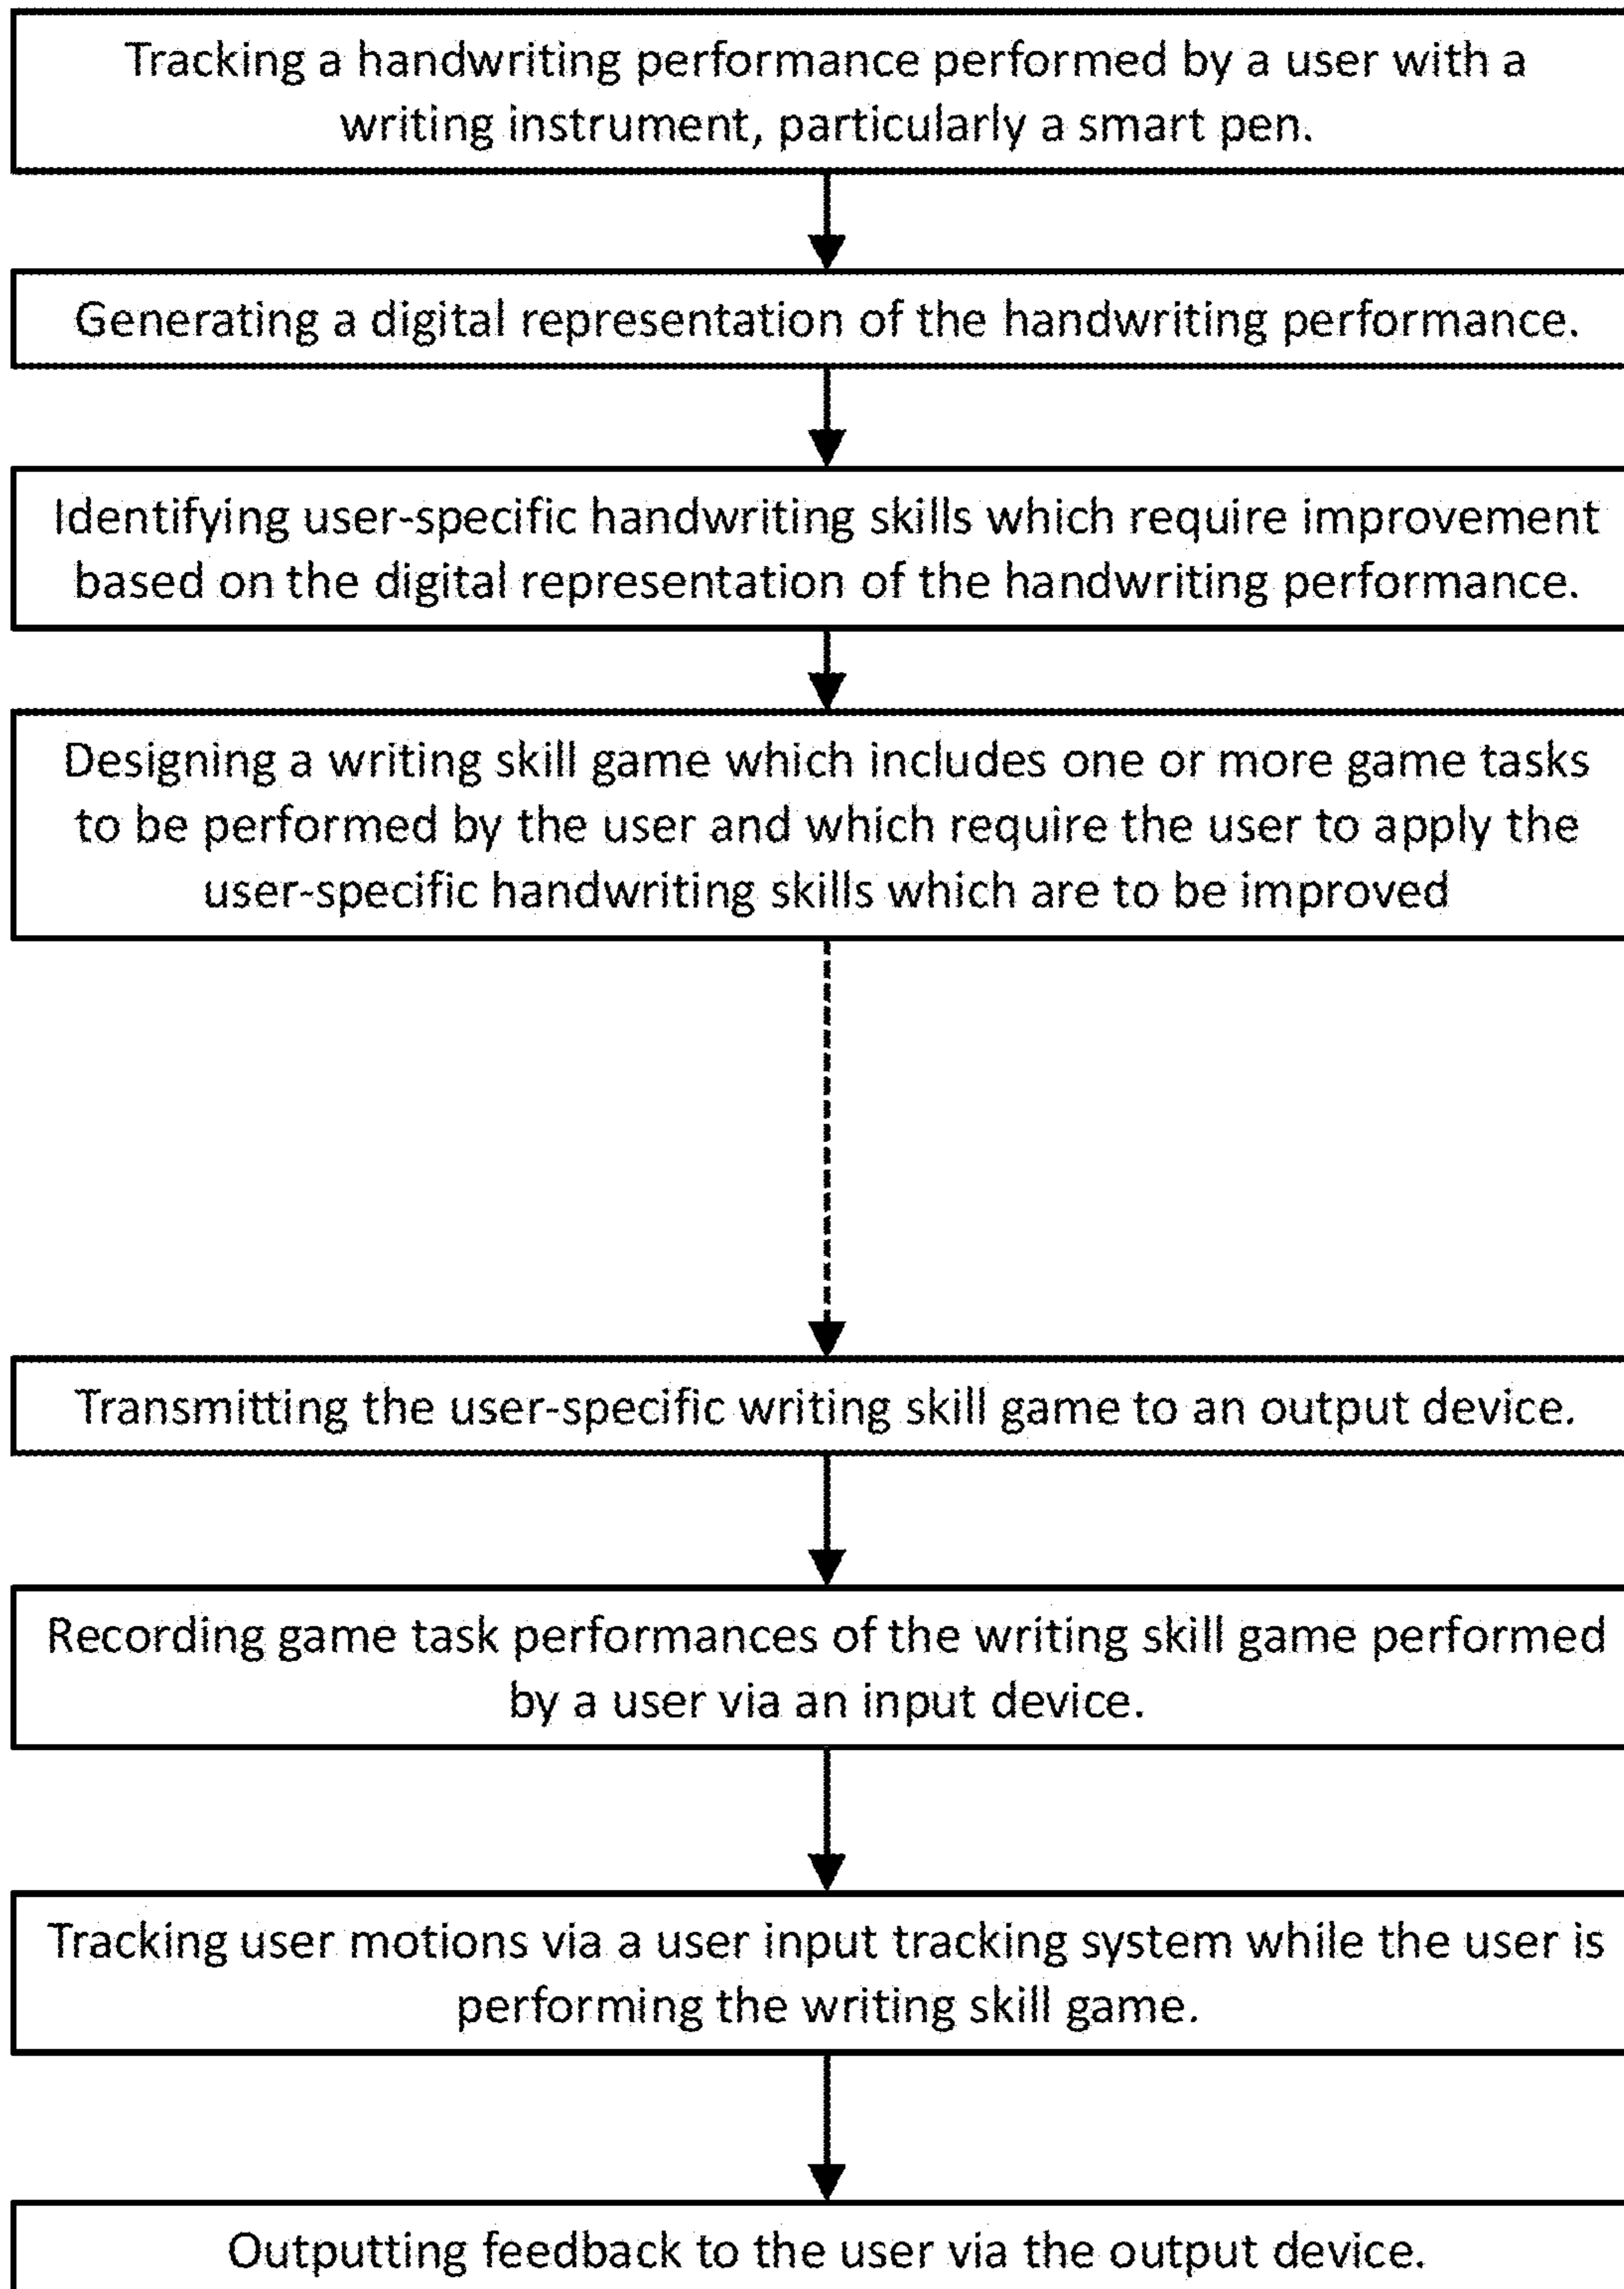 Tracking a handwriting performance performed by a user with a
writing instrument, particularly a smart pen.
Generating a digital representation of the handwriting performance.
Identifying user-specific handwriting skills which require improvement
based on the digital representation of the handwriting performance.
Designing a writing skill game which includes one or more game tasks
to be performed by the user and which require the user to apply the
user-specific handwriting skills which are to be improved
Transmitting the user-specific writing skill game to an output device.
Recording game task performances of the writing skill game performed
by a user via an input device.
Tracking user motions via a user input tracking system while the user is
performing the writing skill game.
Outputting feedback to the user via the output device.